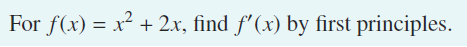 For f(x) = x² + 2x, find f′(x) by first principles.